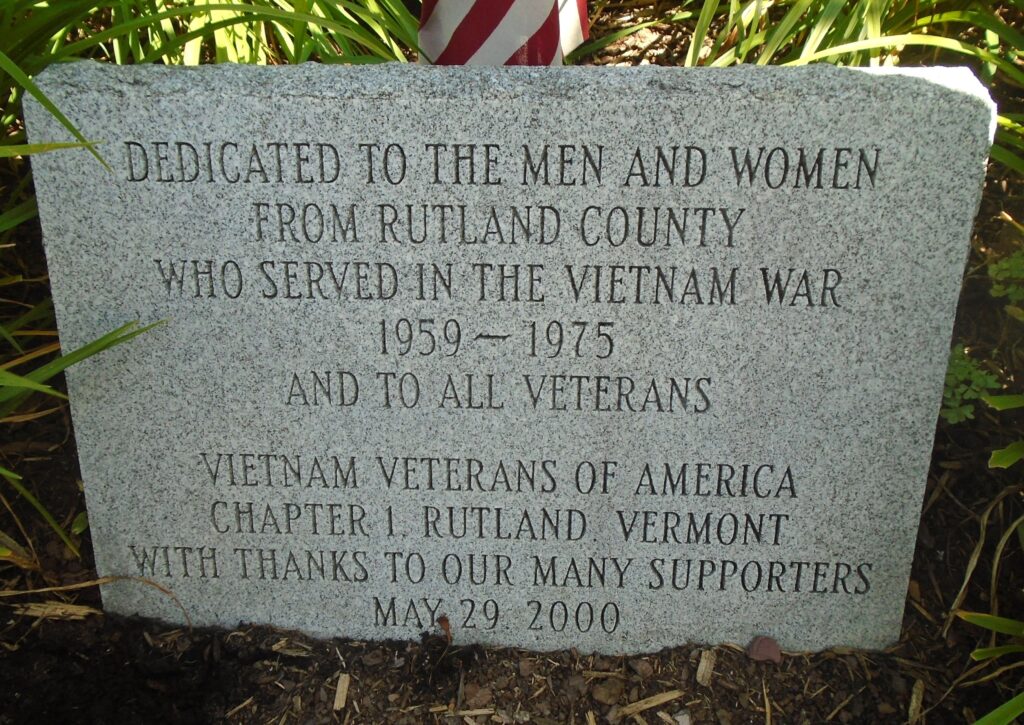 DEDICATED TO THE MEN AND WOMEN
FROM RUTLAND COUNTY
WHO SERVED IN THE VIETNAM WAR
1959 — 1975
AND TO ALL VETERANS
VIETNAM VETERANS OF AMERICA
CHAPTER 1, RUTLAND, VERMONT
WITH THANKS TO OUR MANY SUPPORTERS
MAY 29, 2000